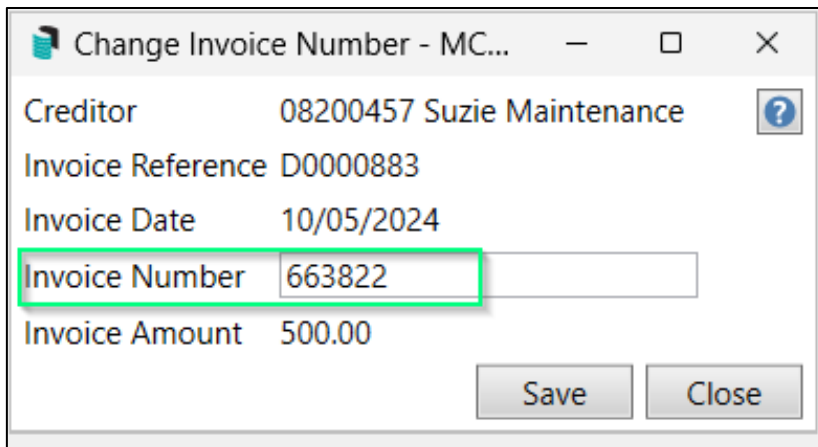 Change Invoice Number - MC...
Creditor 08200457 Suzie Maintenance
Invoice Reference D0000883
Invoice Date 10/05/2024
Invoice Number 663822
Invoice Amount 500.00
Save Close